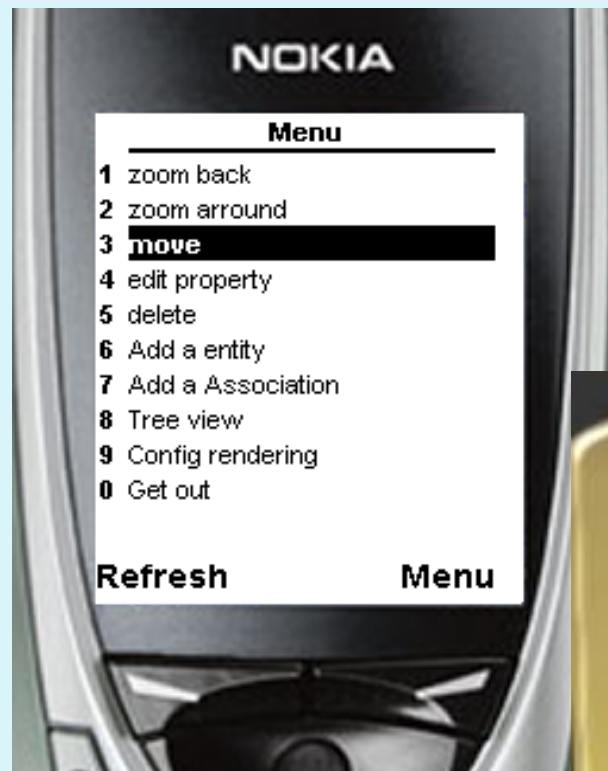 NOKIA
Menu
1 zoom back
2 zoom arround
3 move
4 edit property
5 delete
6 Add a entity
7 Add a Association
8 Tree view
9 Config rendering
0 Get out
Refresh Menu